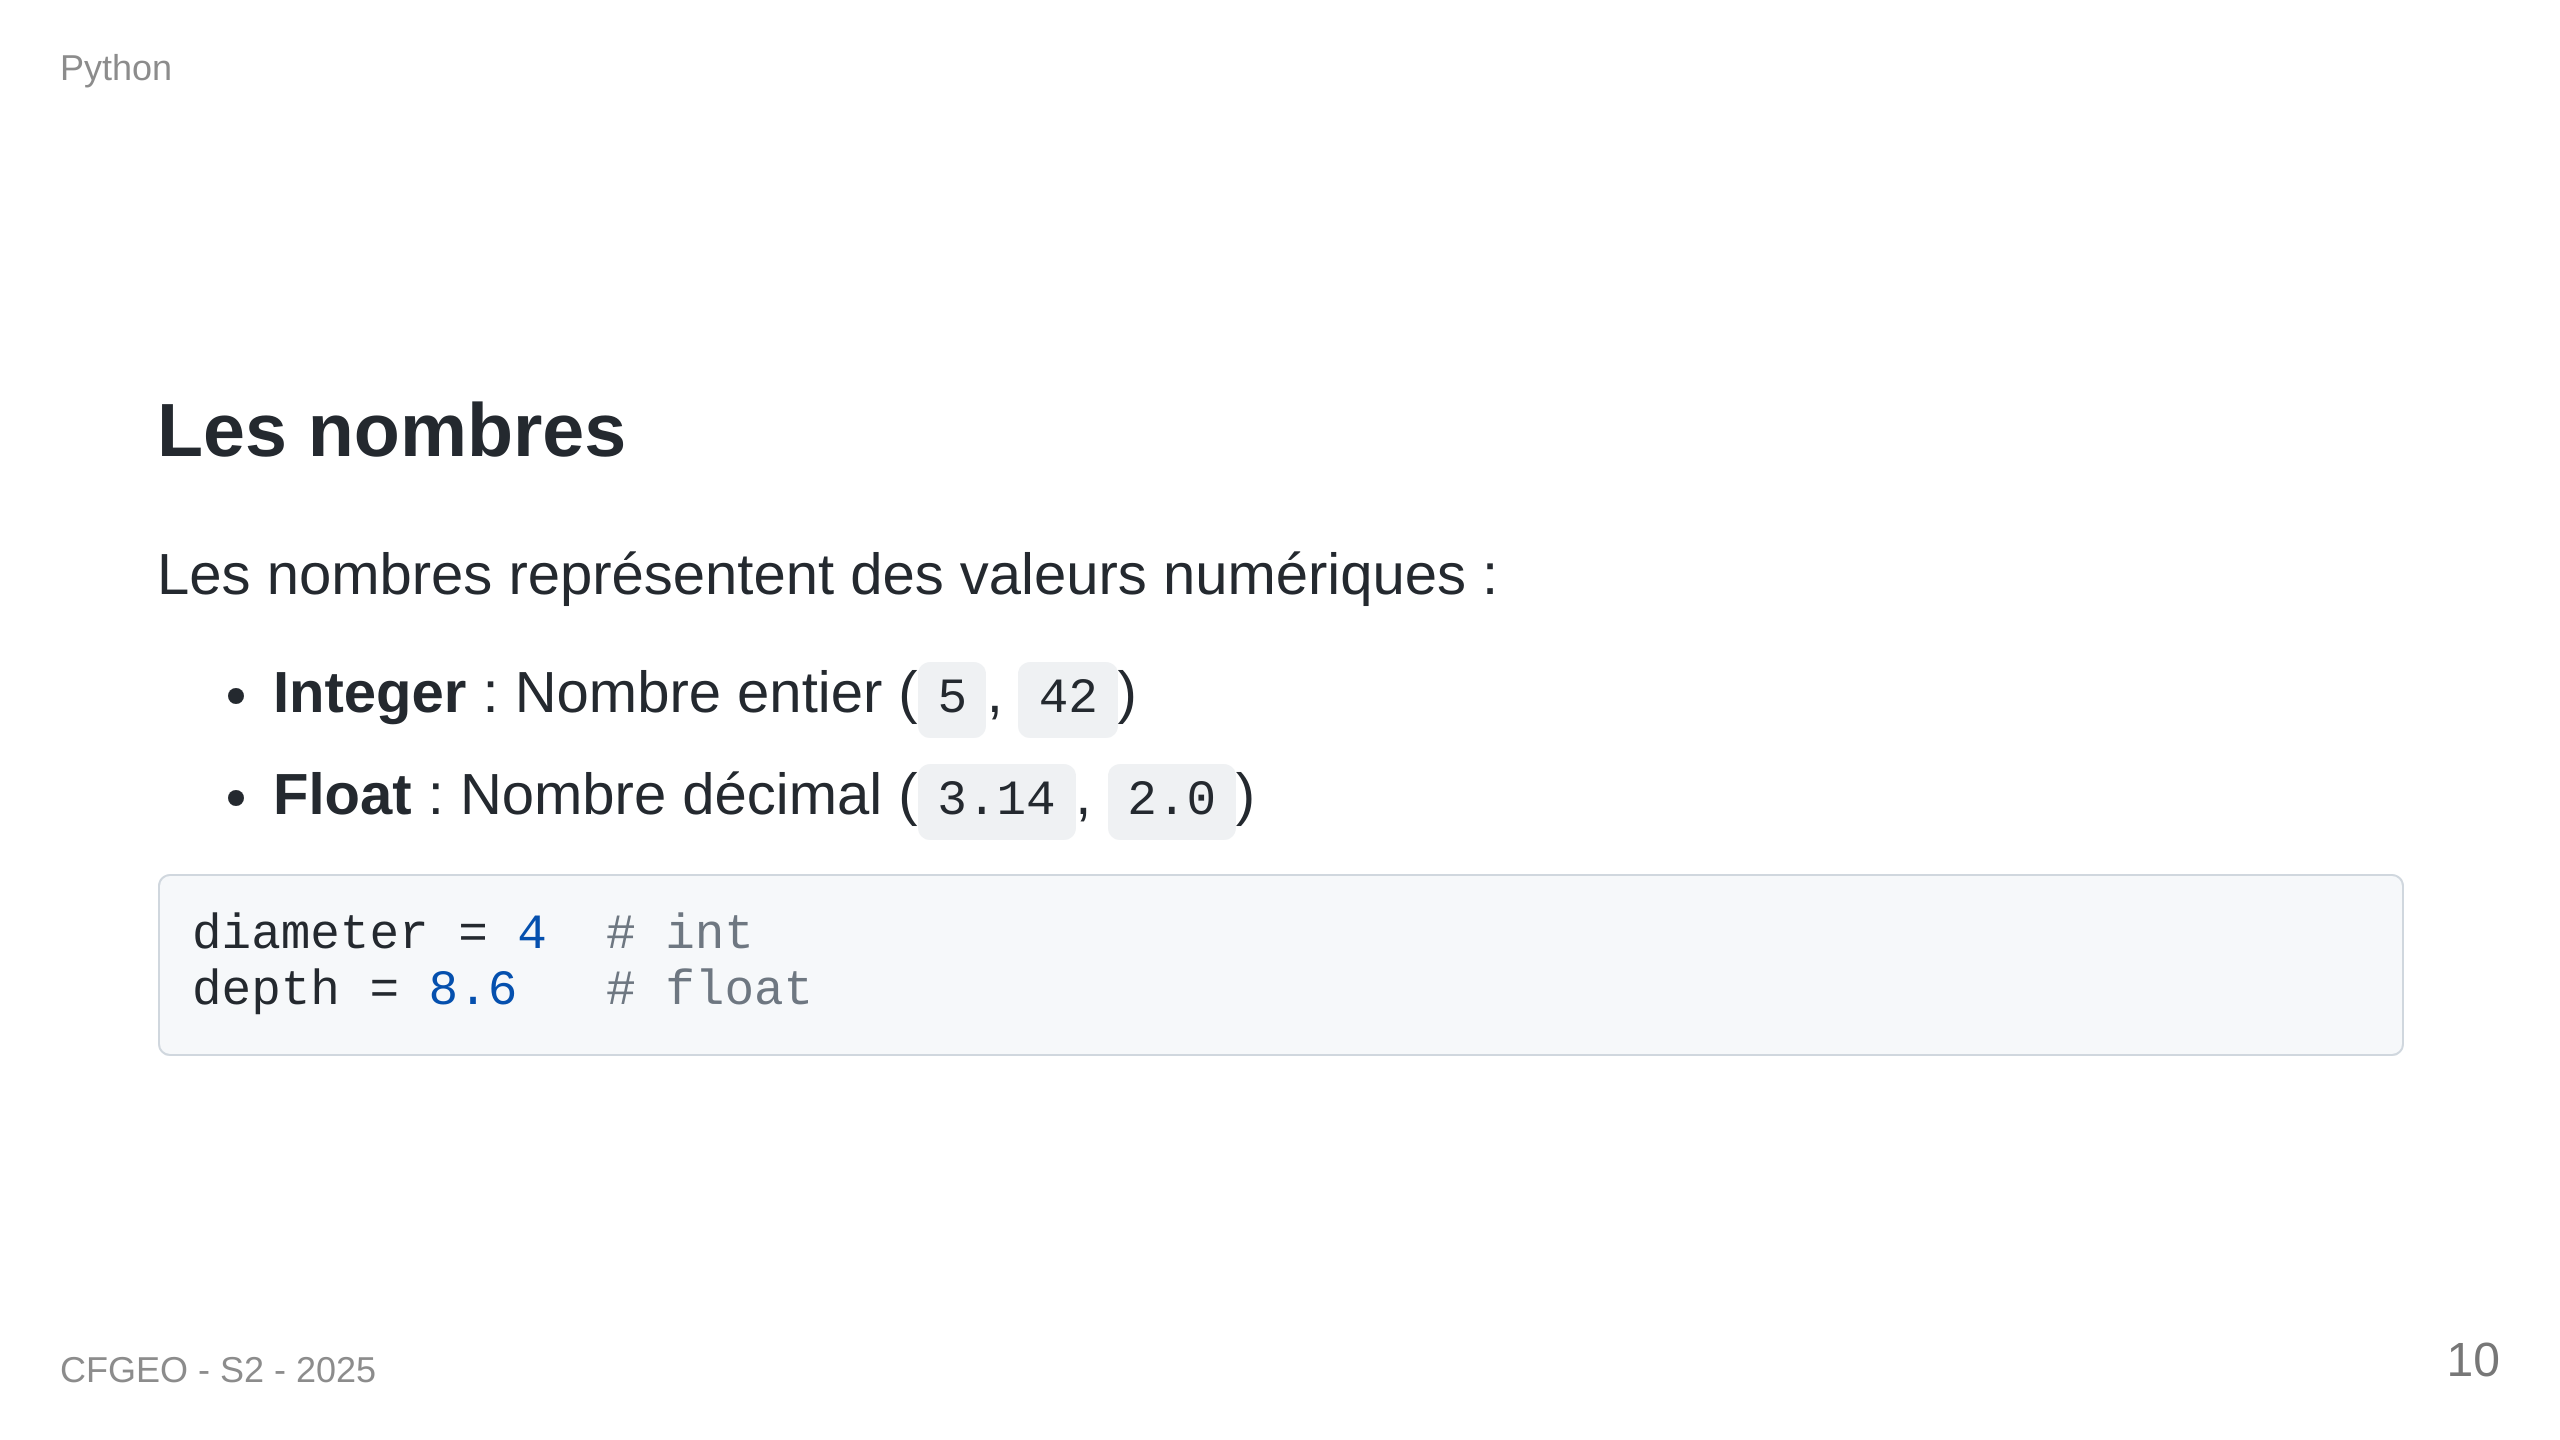 Python
Les nombres
Les nombres représentent des valeurs numériques :
• Integer : Nombre entier (5, 42)
• Float : Nombre décimal (3.14, 2.0)
diameter = 4  # int
depth = 8.6   # float
CFGEO - S2 - 2025
10